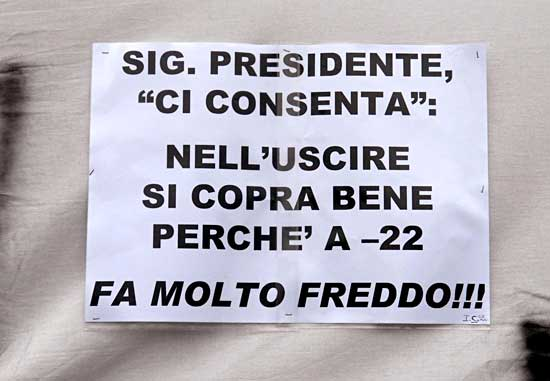 SIG. PRESIDENTE,
“CI CONSENTA”:
NELL’USCIRE
SI COPRA BENE
PERCHE’ A –22
FA MOLTO FREDDO!!!